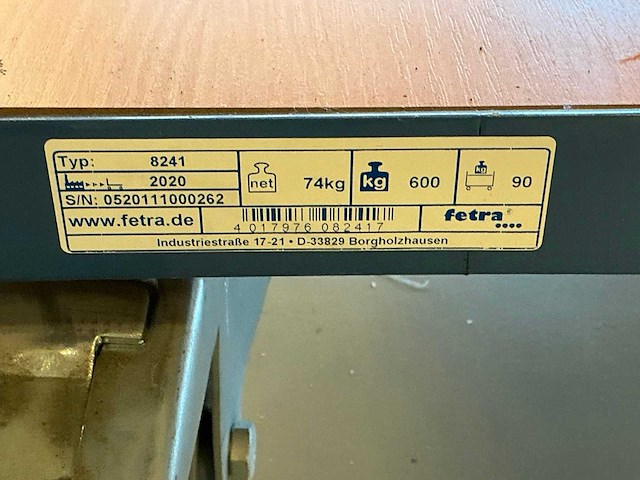 Typ: 8241
2020
S/N: 0520111000262
net 74kg
kg 600
kg 90
www.fetra.de
4 017976 082417
fetra
Industriestraße 17-21 • D-33829 Borgholzhausen